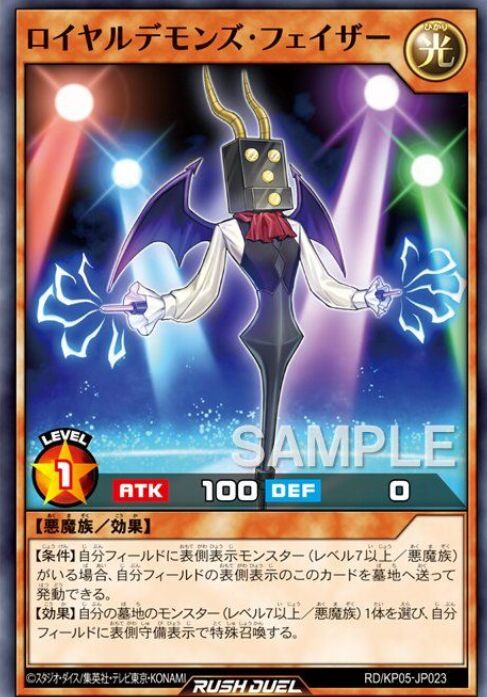 ロイヤルデモンズ・フェイザー
ひかり
光
SAMPLE
LEVEL
1
ATK 100 DEF 0
【悪魔族／効果】
【条件】自分フィールドに表側表示モンスター(レベル7以上／悪魔族)
がいる場合、自分フィールドの表側表示のこのカードを墓地へ送って
発動できる。
【効果】自分の墓地のモンスター(レベル7以上／悪魔族)1体を選び、自分
フィールドに表側守備表示で特殊召喚する。
©スタジオ・ダイス/集英社・テレビ東京・KONAMI
RUSH DUEL
RD/KP05-JP023